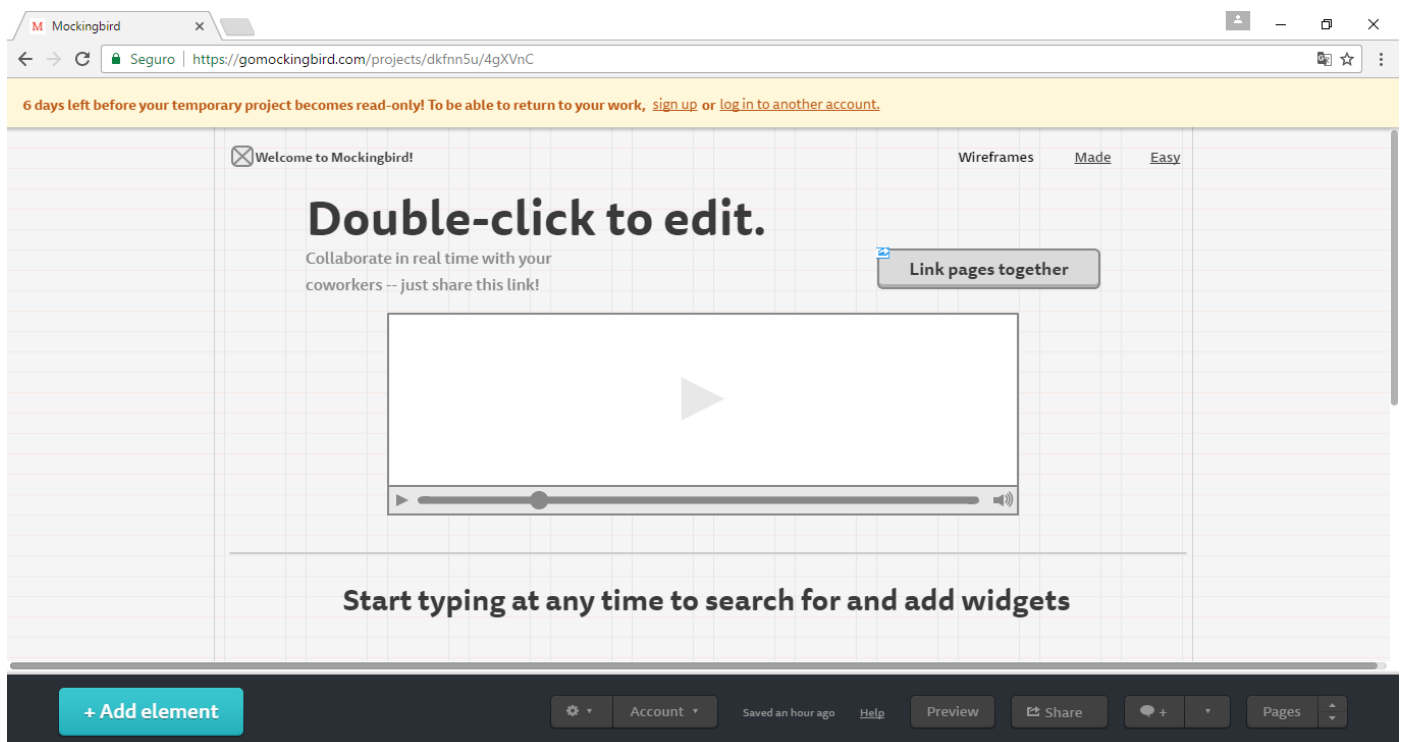 M Mockingbird
Seguro | https://gomockingbird.com/projects/dkfnn5u/4gXVnC
6 days left before your temporary project becomes read-only! To be able to return to your work, sign up or log in to another account.
Welcome to Mockingbird! Wireframes Made Easy
Double-click to edit.
Collaborate in real time with your
coworkers -- just share this link!
Link pages together
Start typing at any time to search for and add widgets
+ Add element Account Saved an hour ago Help Preview Share + Pages